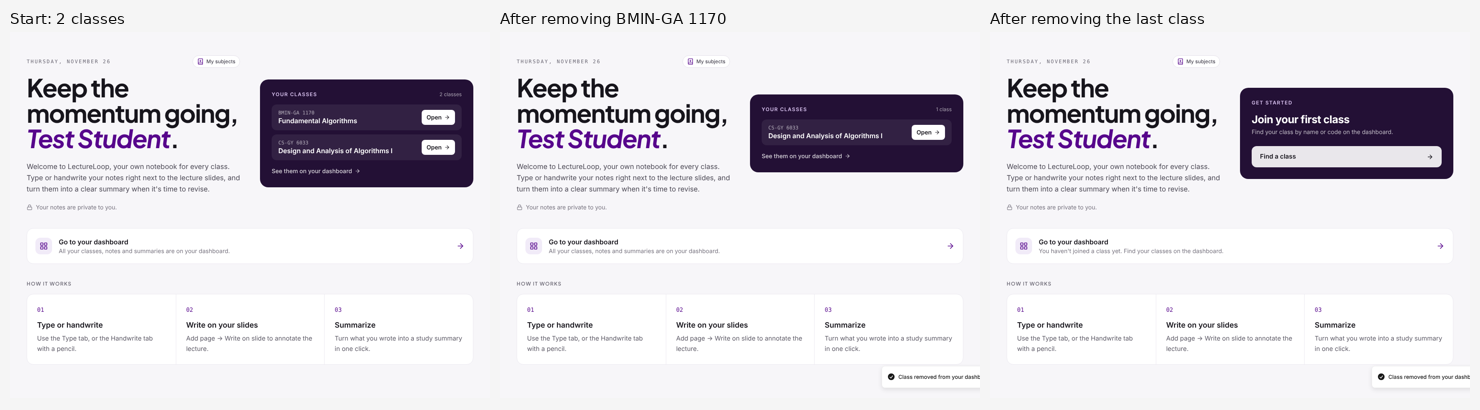 Start: 2 classes
THURSDAY, NOVEMBER 26
My subjects
Keep the
momentum going,
Test Student.
Welcome to LectureLoop, your own notebook for every class.
Type or handwrite your notes right next to the lecture slides, and
turn them into a clear summary when it's time to revise.
Your notes are private to you.
YOUR CLASSES
2 classes
BMIN-GA 1170
Fundamental Algorithms
Open →
CS-GY 6033
Design and Analysis of Algorithms I
Open →
See them on your dashboard →
Go to your dashboard
All your classes, notes and summaries are on your dashboard.
→
HOW IT WORKS
01
Type or handwrite
Use the Type tab, or the Handwrite tab
with a pencil.
02
Write on your slides
Add page → Write on slide to annotate the
lecture.
03
Summarize
Turn what you wrote into a study summary
in one click.
After removing BMIN-GA 1170
THURSDAY, NOVEMBER 26
My subjects
Keep the
momentum going,
Test Student.
Welcome to LectureLoop, your own notebook for every class.
Type or handwrite your notes right next to the lecture slides, and
turn them into a clear summary when it's time to revise.
Your notes are private to you.
YOUR CLASSES
1 class
CS-GY 6033
Design and Analysis of Algorithms I
Open →
See them on your dashboard →
Go to your dashboard
All your classes, notes and summaries are on your dashboard.
→
HOW IT WORKS
01
Type or handwrite
Use the Type tab, or the Handwrite tab
with a pencil.
02
Write on your slides
Add page → Write on slide to annotate the
lecture.
03
Summarize
Turn what you wrote into a study summary
in one click.
Class removed from your dashb
After removing the last class
THURSDAY, NOVEMBER 26
My subjects
Keep the
momentum going,
Test Student.
Welcome to LectureLoop, your own notebook for every class.
Type or handwrite your notes right next to the lecture slides, and
turn them into a clear summary when it's time to revise.
Your notes are private to you.
GET STARTED
Join your first class
Find your class by name or code on the dashboard.
Find a class →
Go to your dashboard
You haven't joined a class yet. Find your classes on the dashboard.
→
HOW IT WORKS
01
Type or handwrite
Use the Type tab, or the Handwrite tab
with a pencil.
02
Write on your slides
Add page → Write on slide to annotate the
lecture.
03
Summarize
Turn what you wrote into a study summary
in one click.
Class removed from your dashb